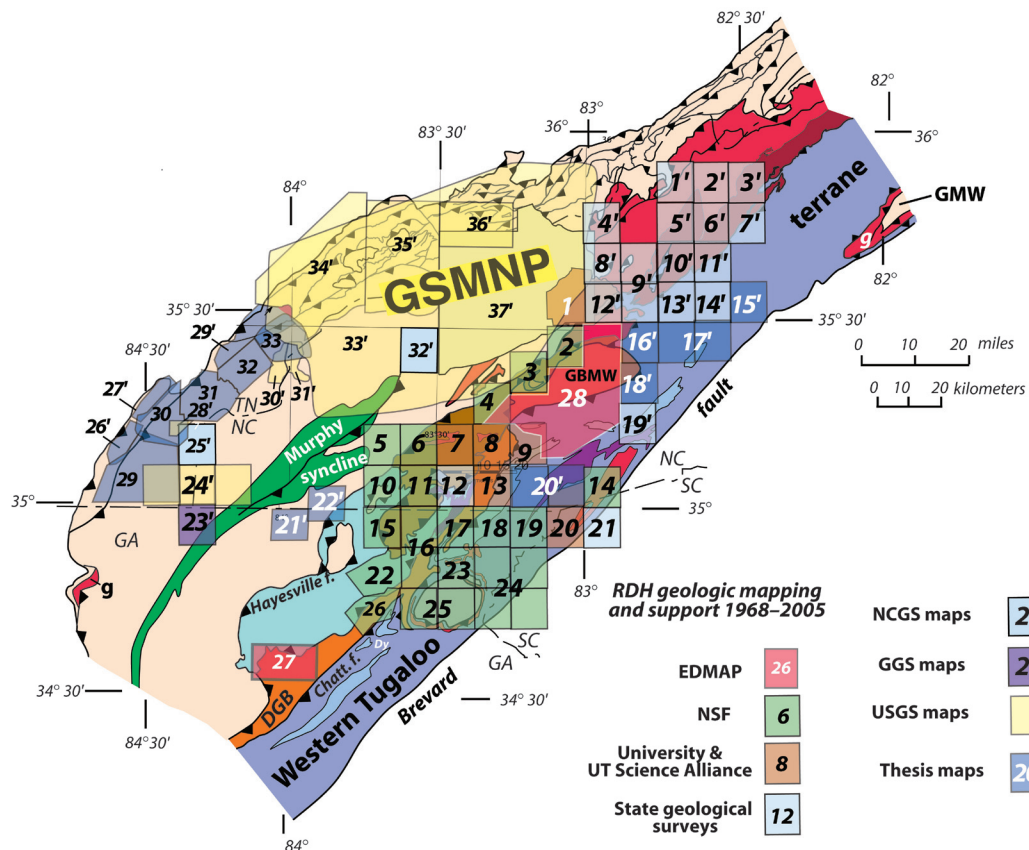 82° 30'
82°
83°
36°
36°
36°
83° 30'
84°
1' 2' 3'
GMW
terrane
4' 5' 6' 7'
36'
35'
g
82°
34'
GSMNP
8' 9' 10' 11'
37'
1
12' 13' 14' 15'
35° 30'
35° 30'
29' 33 33' 32'
2
16' 17'
84° 30'
32
3
GBMW
28
18'
0 10 20 miles
0 10 20 kilometers
27' 30 31
28'
TN
NC
30' 31'
4
fault
26'
25'
Murphy
syncline
5 6 83°30' 7 8 9
19'
29
24'
10 11 12 13 20' 14
NC
SC
35°
35°
22'
23' 21'
GA
15 16 17 18 19 20 21
83°
g
Hayesville f.
22 23 24
26 25
RDH geologic mapping
and support 1968–2005
Dy
SC
GA
27
Chatt. f.
DGB
34° 30'
34° 30'
84° 30'
Western Tugaloo
Brevard
84°
EDMAP 26
NSF 6
University &
UT Science Alliance 8
State geological
surveys 12
NCGS maps 2
GGS maps 2
USGS maps
Thesis maps